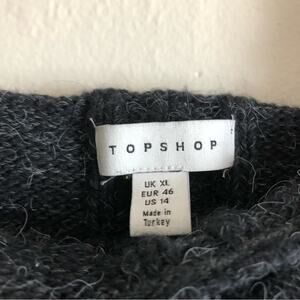 TOPSHOP
UK XL
EUR 46
US 14
Made in
Turkey